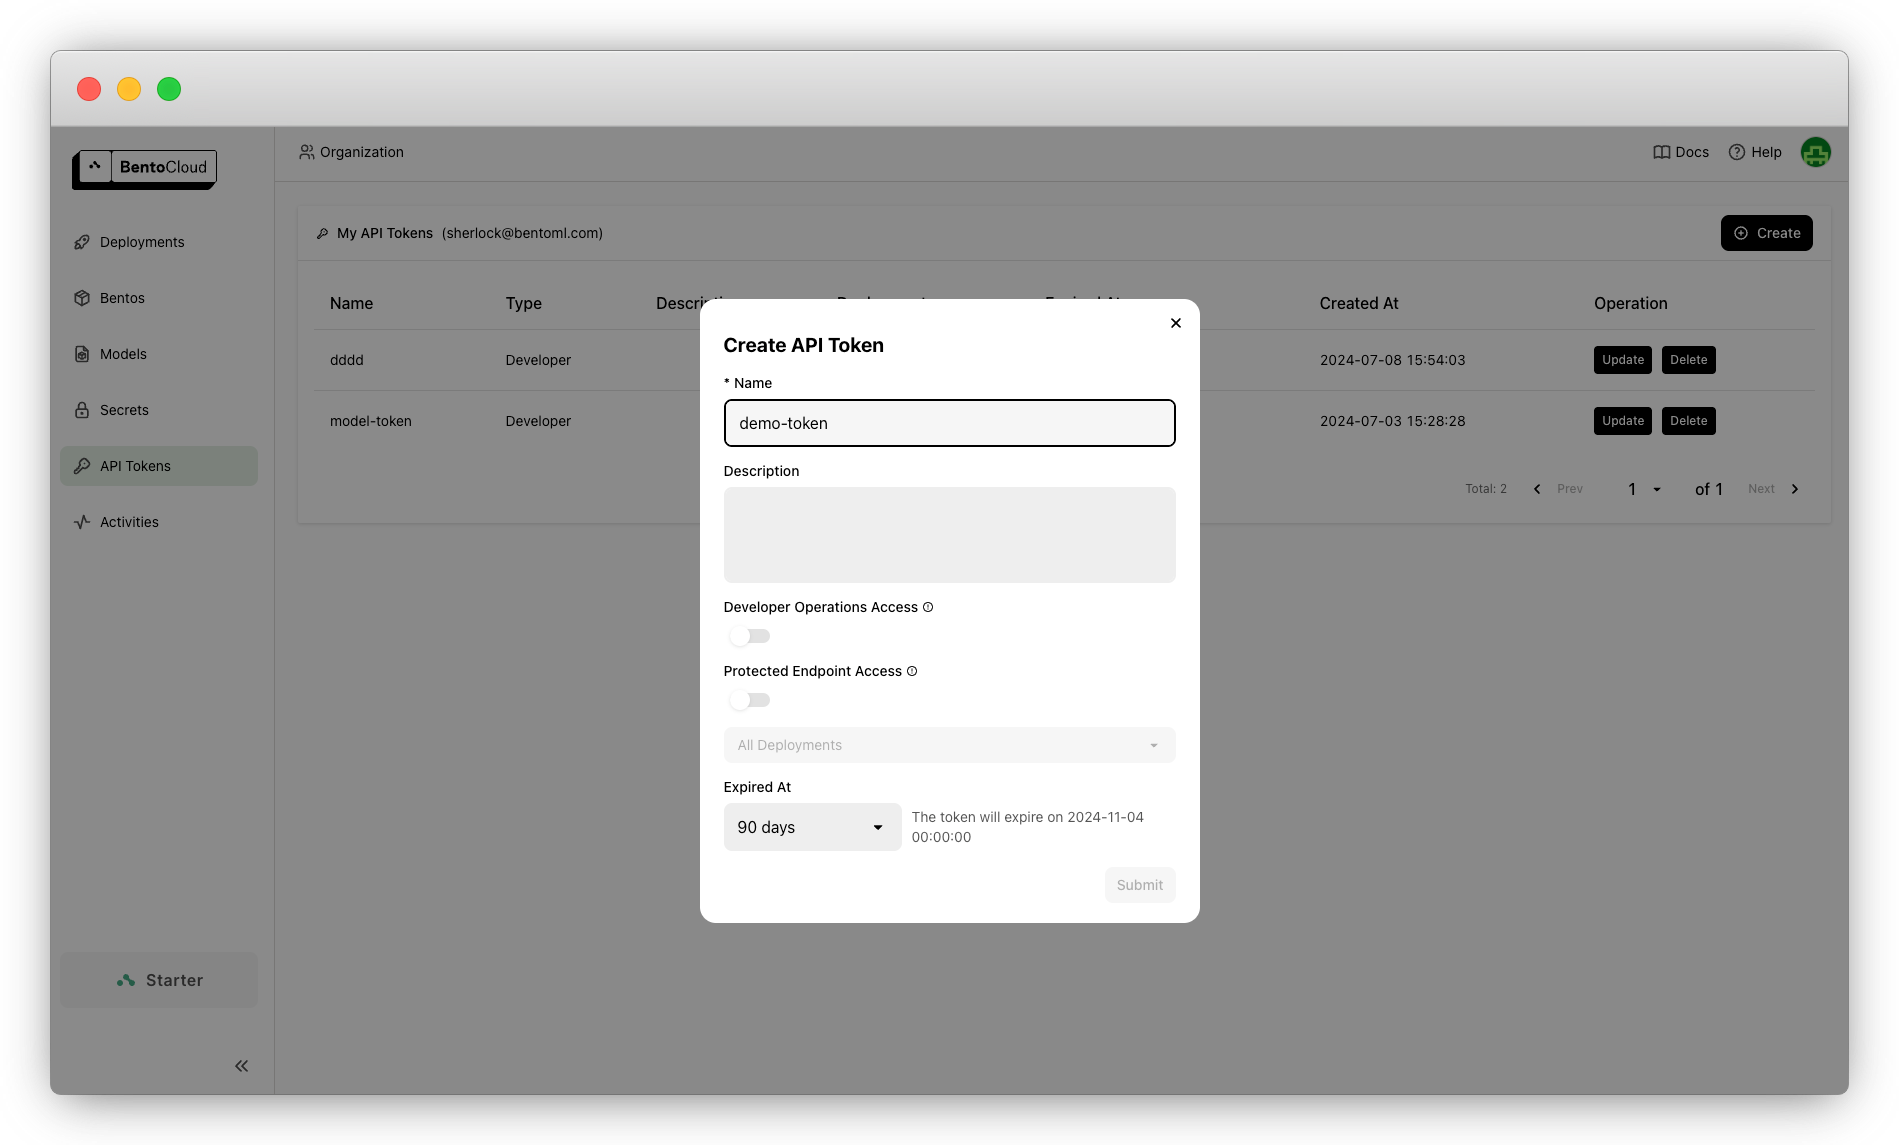 BentoCloud
Organization
Docs
Help
Deployments
Bentos
Models
Secrets
API Tokens
Activities
Starter
My API Tokens (sherlock@bentoml.com)
Create
Name Type Created At Operation
dddd Developer 2024-07-08 15:54:03 Update Delete
model-token Developer 2024-07-03 15:28:28 Update Delete
Total: 2 Prev 1 of 1 Next
Create API Token
* Name
demo-token
Description
Developer Operations Access
Protected Endpoint Access
All Deployments
Expired At
90 days
The token will expire on 2024-11-04
00:00:00
Submit